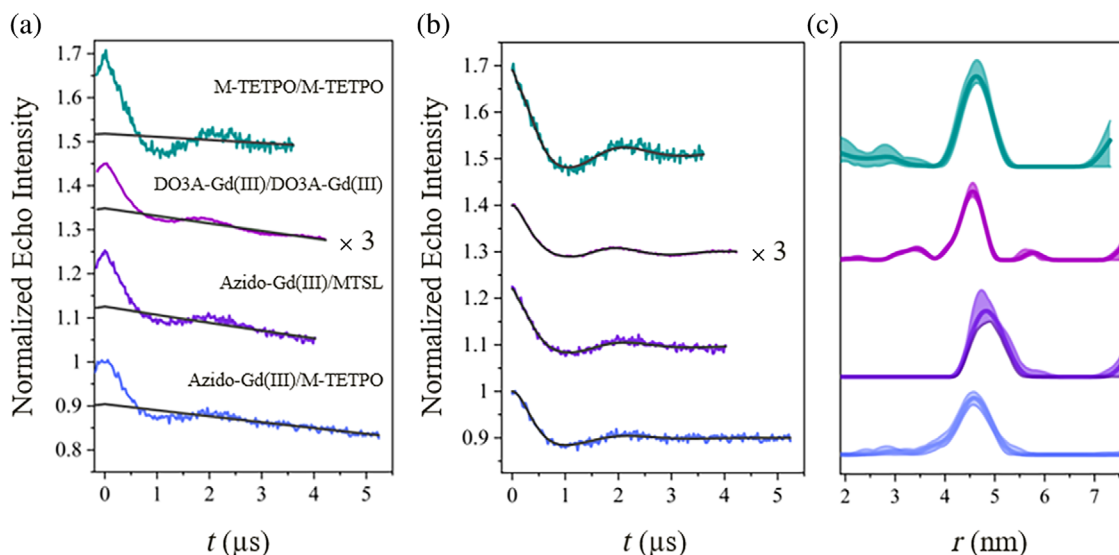 (a)
1.7
1.6
1.5
1.4
1.3
1.2
1.1
1
0.9
0.8
Normalized Echo Intensity
M-TETPO/M-TETPO
DO3A-Gd(III)/DO3A-Gd(III)
× 3
Azido-Gd(III)/MTSL
Azido-Gd(III)/M-TETPO
0 1 2 3 4 5
t (µs)
(b)
1.7
1.6
1.5
1.4
1.3
1.2
1.1
1
0.9
Normalized Echo Intensity
× 3
0 1 2 3 4 5
t (µs)
(c)
2 3 4 5 6 7
r (nm)